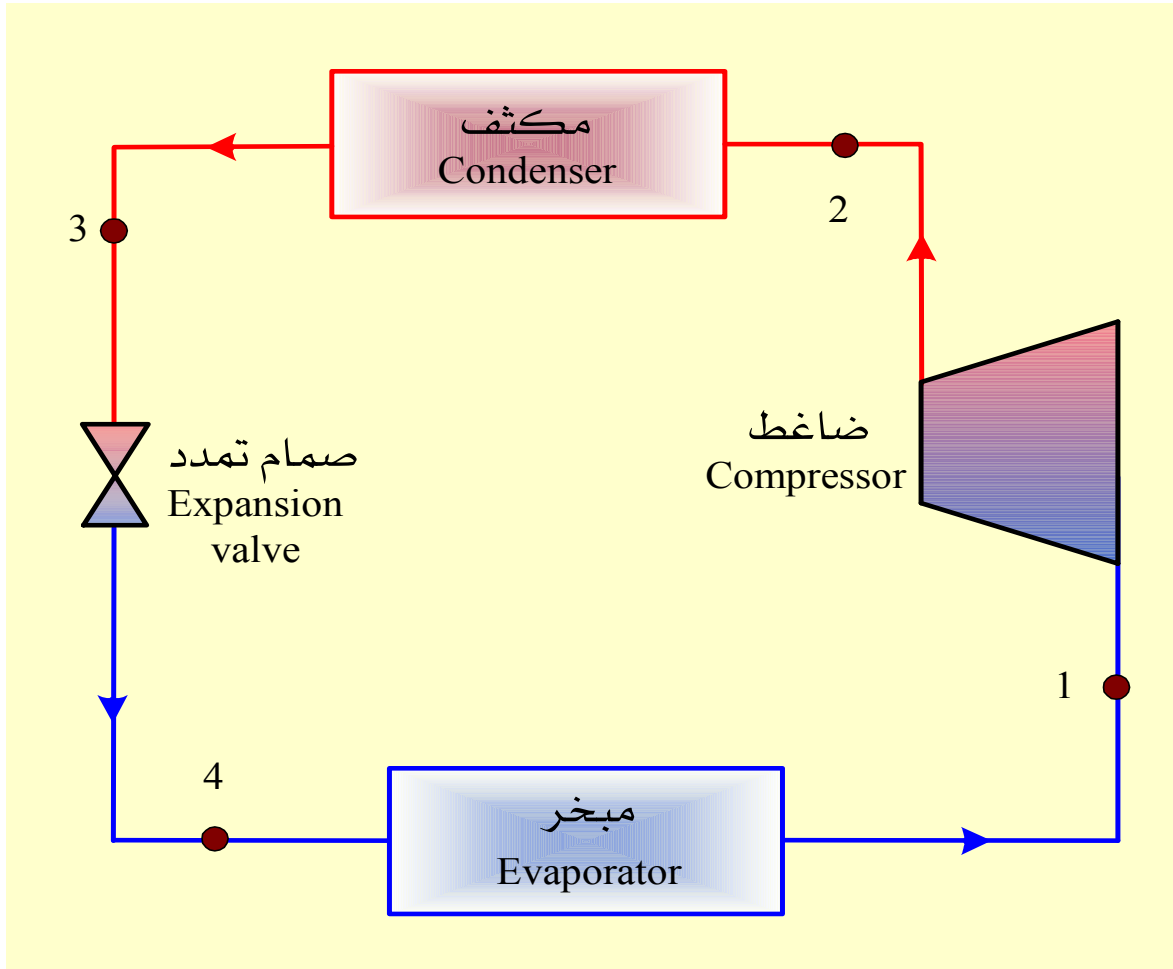 مكثف
Condenser
2
3
ضاغط
Compressor
صمام تمدد
Expansion
valve
1
4
مبخر
Evaporator